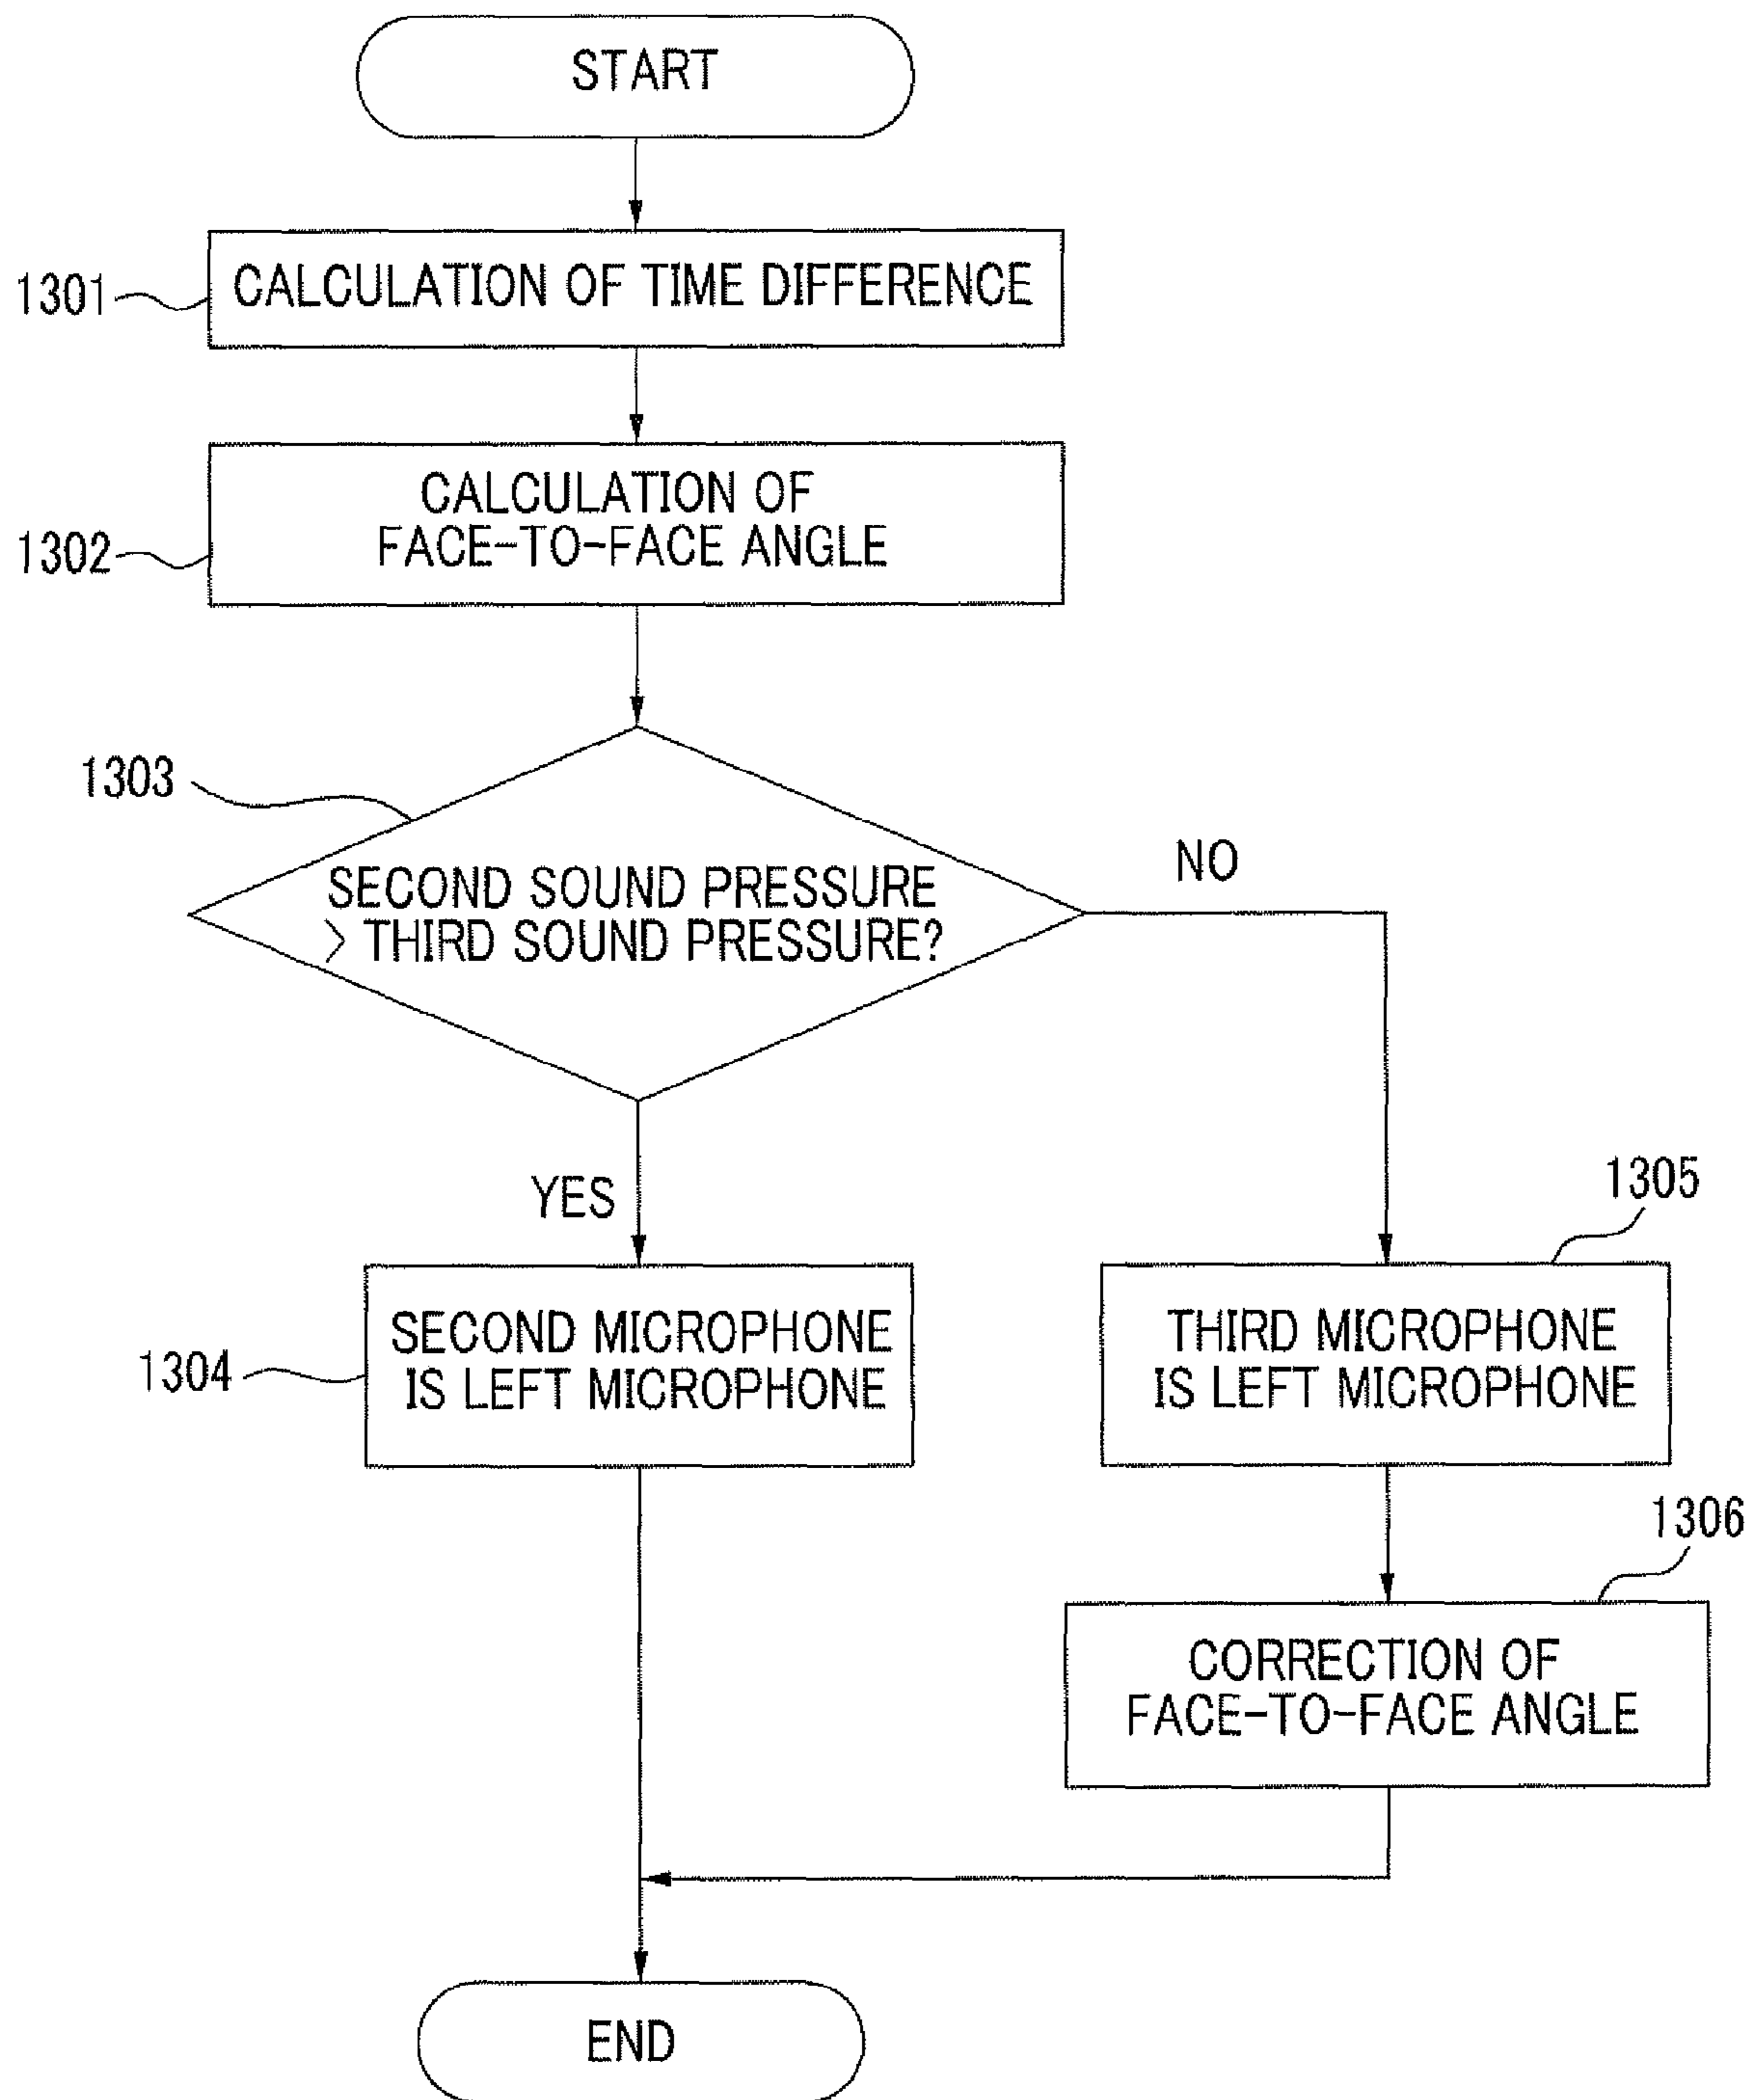 START
1301
CALCULATION OF TIME DIFFERENCE
1302
CALCULATION OF
FACE-TO-FACE ANGLE
1303
SECOND SOUND PRESSURE
> THIRD SOUND PRESSURE?
NO
YES
1304
SECOND MICROPHONE
IS LEFT MICROPHONE
1305
THIRD MICROPHONE
IS LEFT MICROPHONE
1306
CORRECTION OF
FACE-TO-FACE ANGLE
END